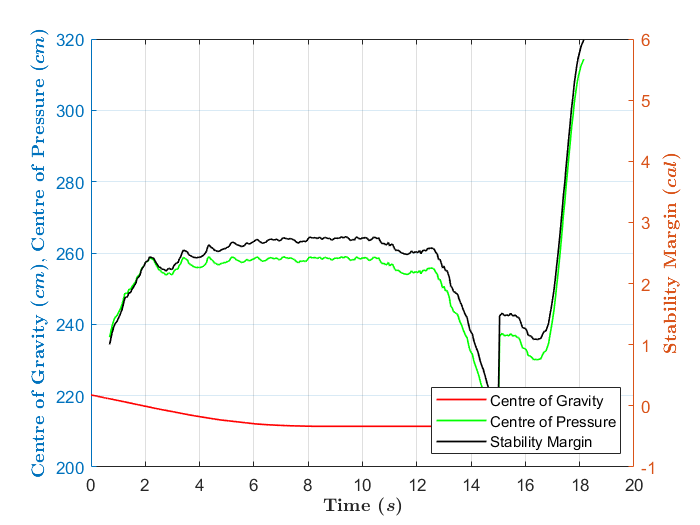 320
300
280
260
240
220
200
6
5
4
3
2
1
0
-1
0 2 4 6 8 10 12 14 16 18 20
Centre of Gravity (cm), Centre of Pressure (cm)
Stability Margin (cal)
Time (s)
Centre of Gravity
Centre of Pressure
Stability Margin